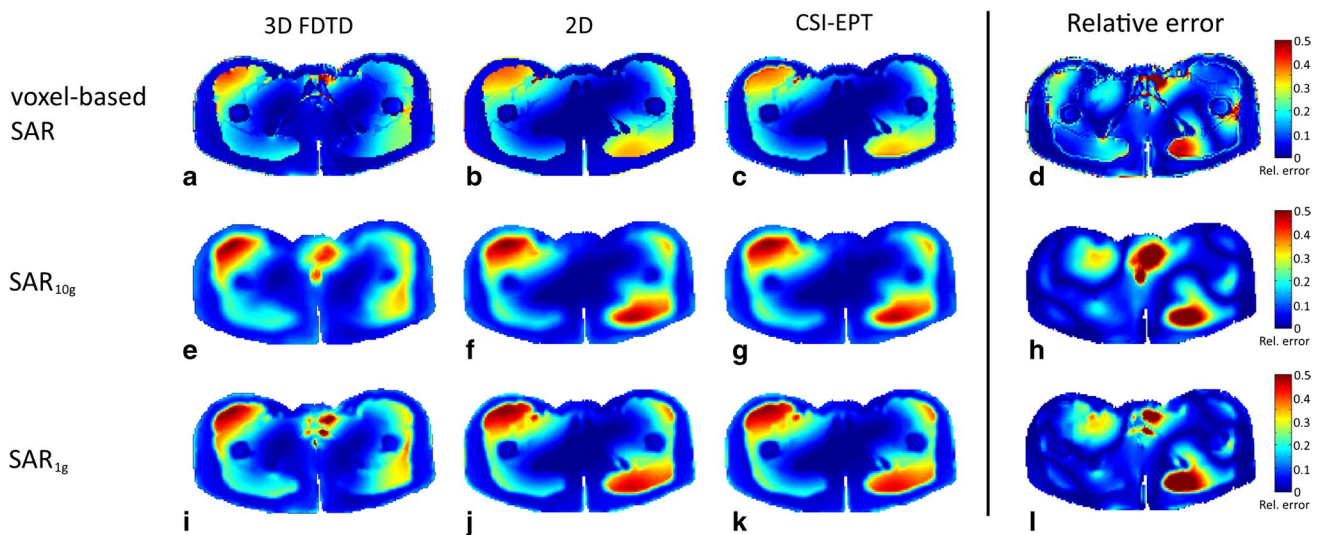 3D FDTD 2D CSI-EPT Relative error
voxel-based
SAR
a b c d
0.5
0.4
0.3
0.2
0.1
0
Rel. error
SAR10g
e f g h
0.5
0.4
0.3
0.2
0.1
0
Rel. error
SAR1g
i j k l
0.5
0.4
0.3
0.2
0.1
0
Rel. error